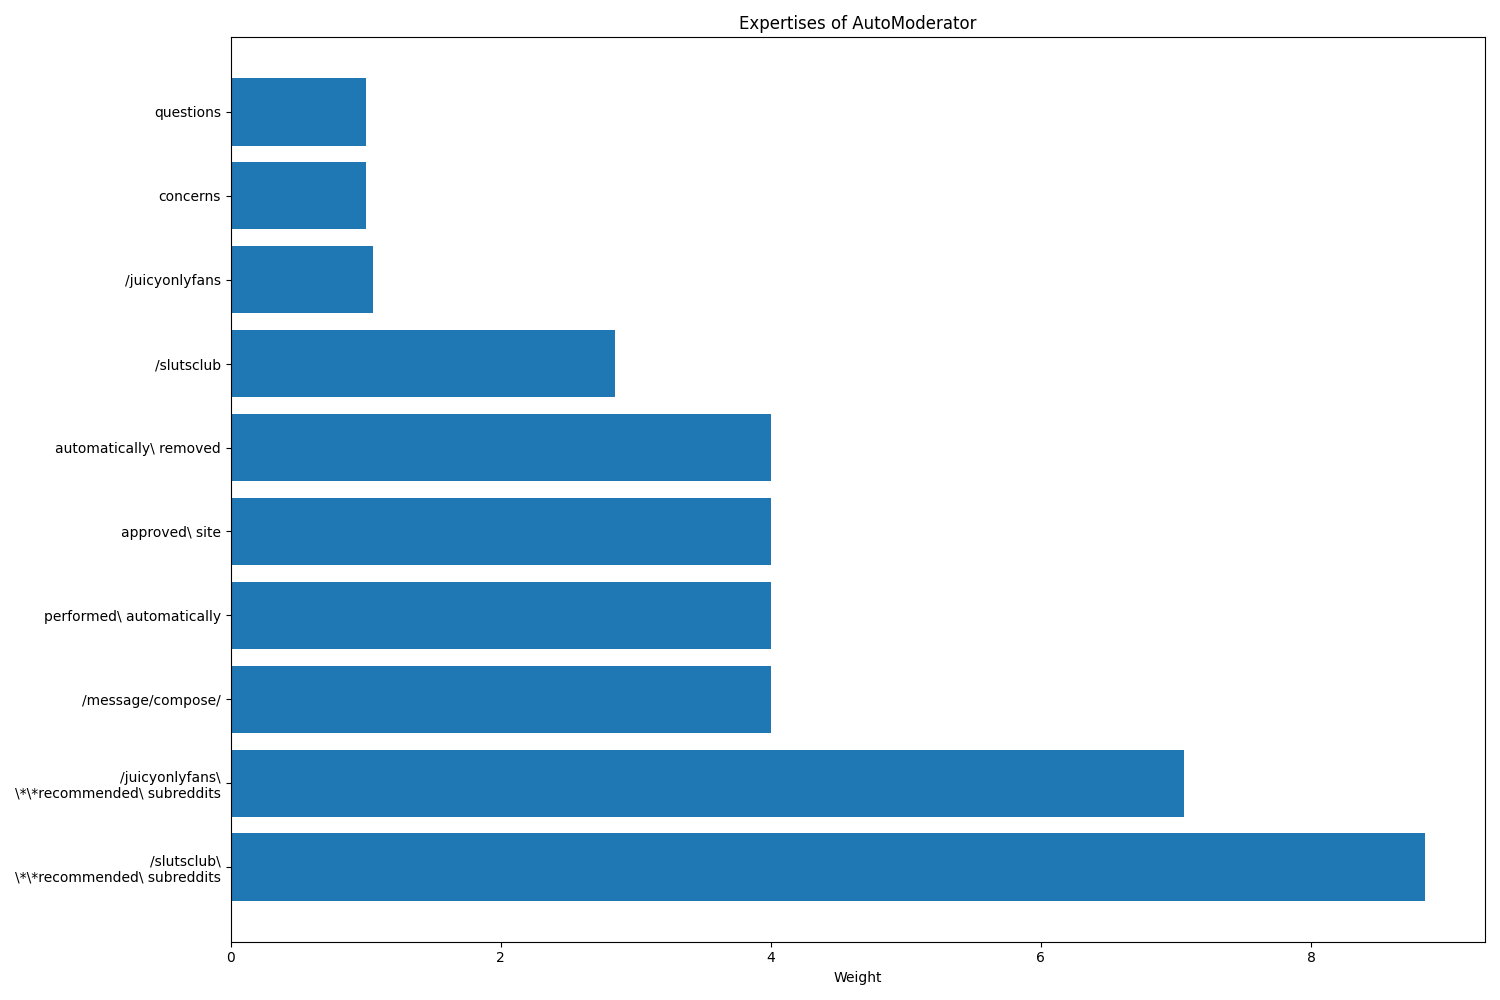 Expertises of AutoModerator
questions
concerns
/juicyonlyfans
/slutsclub
automatically\ removed
approved\ site
performed\ automatically
/message/compose/
/juicyonlyfans\
\*\*recommended\ subreddits
/slutsclub\
\*\*recommended\ subreddits
0 2 4 6 8
Weight